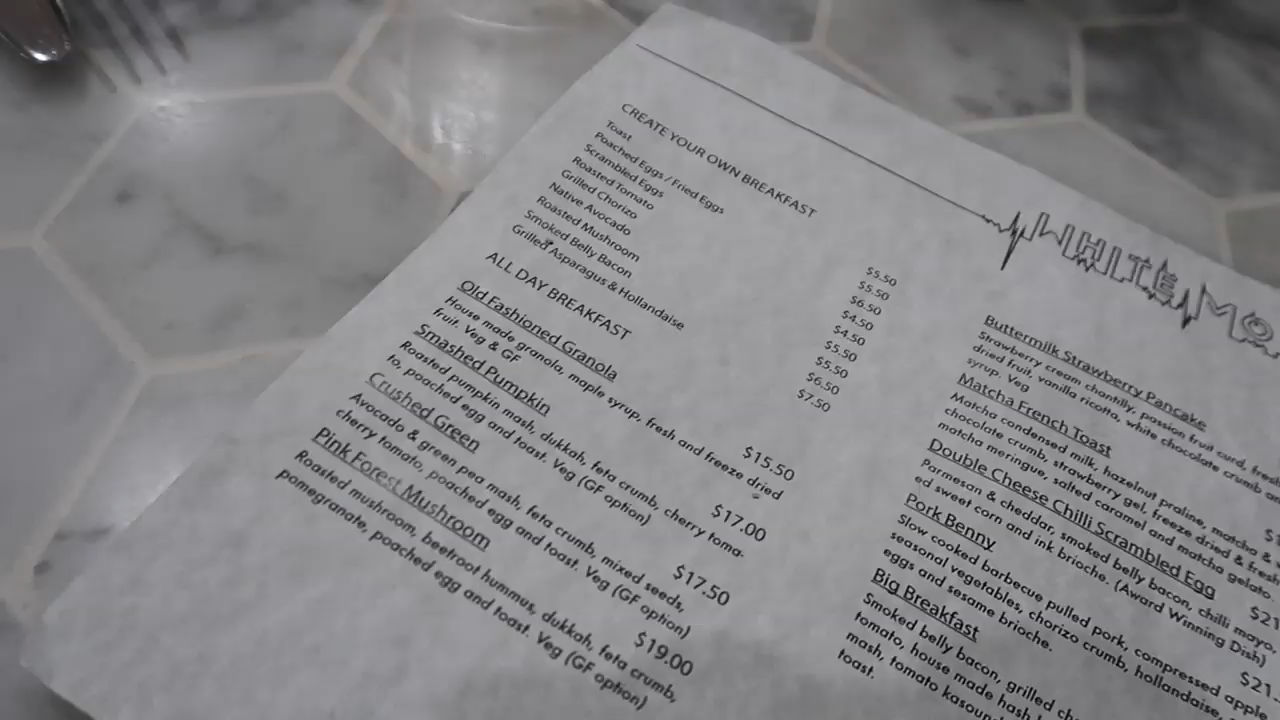 CREATE YOUR OWN BREAKFAST
Toast $5.50
Poached Eggs / Fried Eggs $5.50
Scrambled Eggs $6.50
Roasted Tomato $4.50
Grilled Chorizo $4.50
Native Avocado $5.50
Roasted Mushroom $5.50
Smoked Belly Bacon $6.50
Grilled Asparagus & Hollandaise $7.50
ALL DAY BREAKFAST
Old Fashioned Granola $15.50
House made granola, maple syrup, fresh and freeze dried
fruit. Veg & GF
Smashed Pumpkin $17.00
Roasted pumpkin mash, dukkah, feta crumb, cherry toma-
to, poached egg and toast. Veg (GF option)
Crushed Green $17.50
Avocado & green pea mash, feta crumb, mixed seeds,
cherry tomato, poached egg and toast. Veg (GF option)
Pink Forest Mushroom $19.00
Roasted mushroom, beetroot hummus, dukkah, feta crumb,
pomegranate, poached egg and toast. Veg (GF option)
WHITE MO
Buttermilk Strawberry Pancake
Strawberry cream chantilly, passion fruit curd, fresh
dried fruit, vanilla ricotta, white chocolate crumb
syrup. Veg
Matcha French Toast
Matcha condensed milk, hazelnut praline, matcha &
chocolate crumb, strawberry gel, freeze dried & fresh
matcha meringue, salted caramel and matcha gelato.
Double Cheese Chilli Scrambled Egg $21
Parmesan & cheddar, smoked belly bacon, chilli mayo,
ed sweet corn and ink brioche. (Award Winning Dish)
Pork Benny $21.
Slow cooked barbecue pulled pork, compressed apple
seasonal vegetables, chorizo crumb, hollandaise,
eggs and sesame brioche.
Big Breakfast
Smoked belly bacon, grilled ch
tomato, house made hash
mash, tomato kasoun
toast.